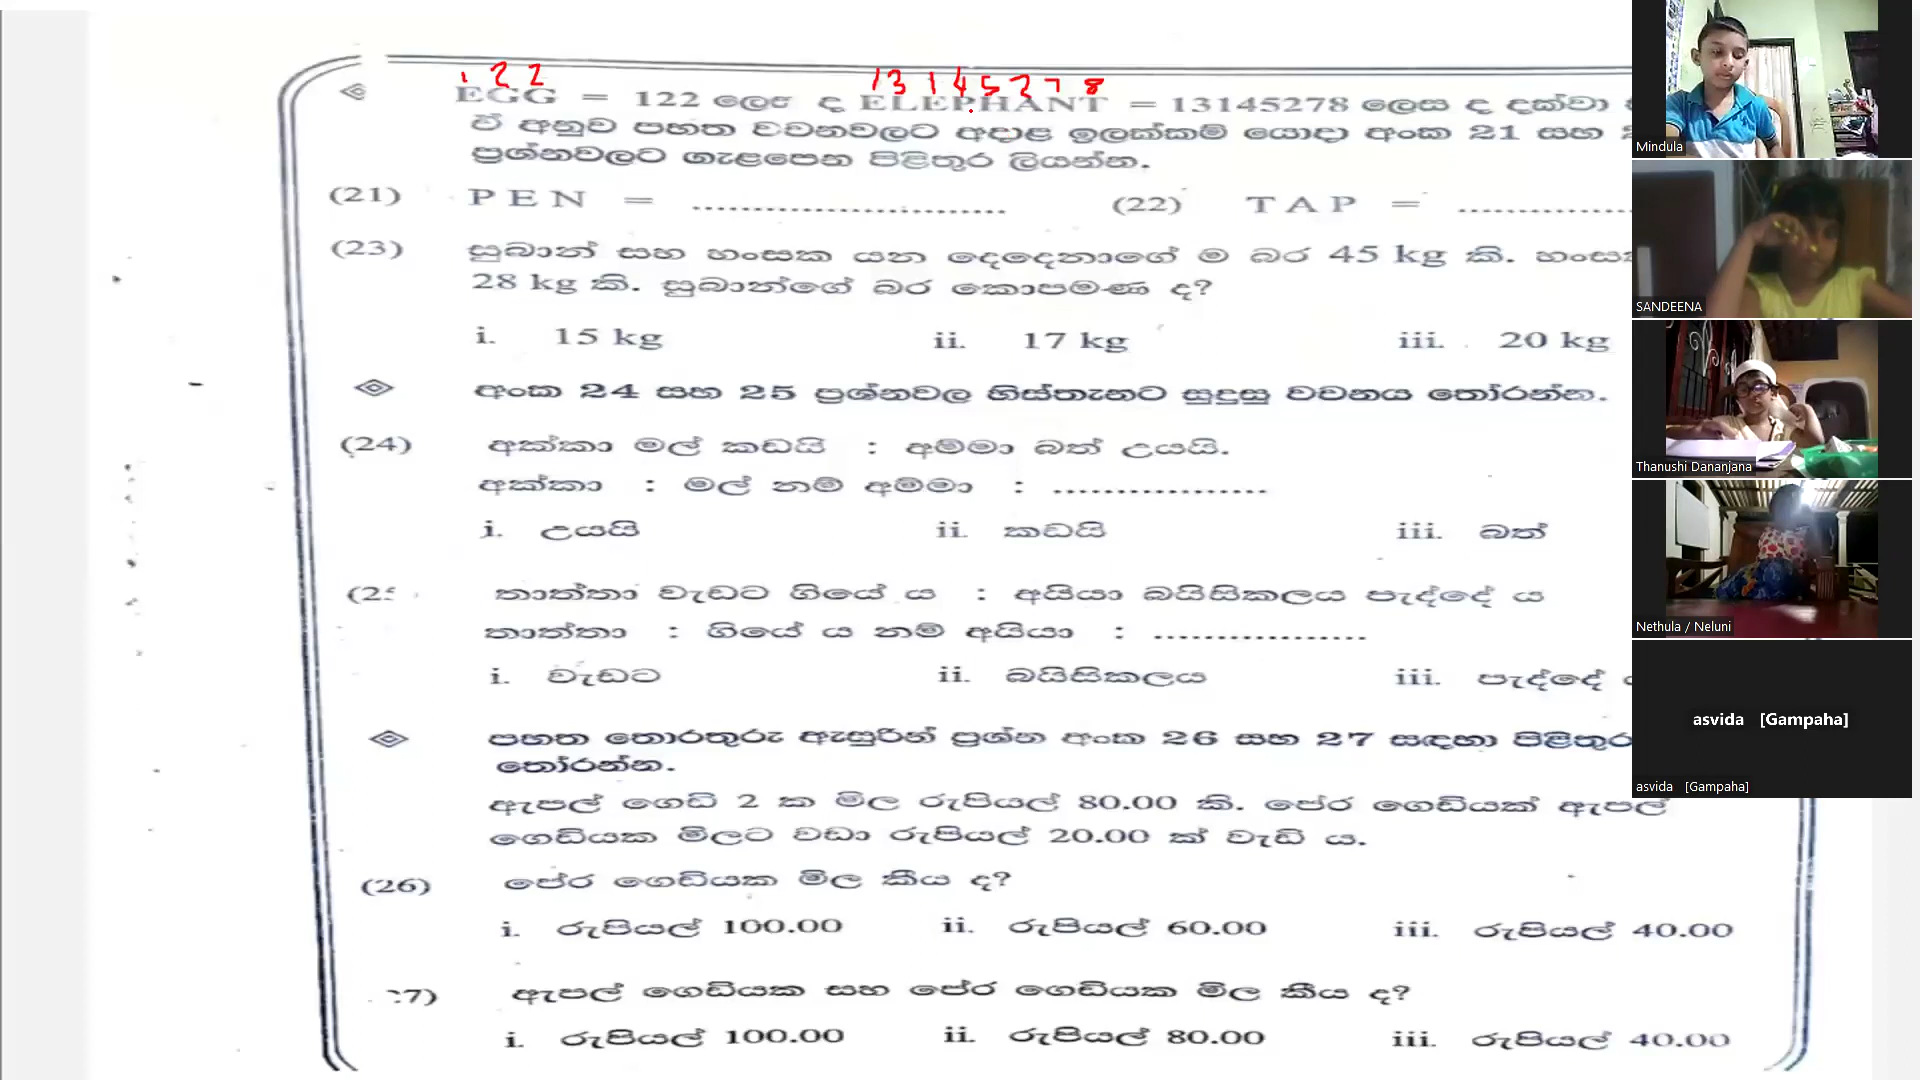 1 2 2
1 3 1 4 5 2 7 8
EGG = 122 ලෙස ද ELEPHANT = 13145278 ලෙස ද දක්වා
ඒ අනුව පහත වචනවලට අදාළ ඉලක්කම් යොදා අංක 21 සහ
ප්‍රශ්නවලට ගැළපෙන පිළිතුර ලියන්න.
(21) P E N = ............................ (22) T A P = ................
(23) සුබාන් සහ හංසක යන දෙදෙනාගේ ම බර 45 kg කි.
28 kg කි. සුබාන්ගේ බර කොපමණ ද?
i. 15 kg ii. 17 kg iii. 20 kg
අංක 24 සහ 25 ප්‍රශ්නවල හිස්තැනට සුදුසු වචනය තෝරන්න.
(24) අක්කා මල් කඩයි : අම්මා බත් උයයි.
අක්කා : මල් නම් අම්මා : ...................
i. උයයි ii. කඩයි iii. බත්
තාත්තා වැඩට ගියේ ය : අයියා බයිසිකලය පැද්දේ ය
තාත්තා : ගියේ ය නම් අයියා : ...................
i. වැඩට ii. බයිසිකලය iii. පැද්දේ
පහත තොරතුරු ඇසුරින් ප්‍රශ්න අංක 26 සහ 27 සඳහා පිළිතුරු
තෝරන්න.
ඇපල් ගෙඩි 2 ක මිල රුපියල් 80.00 කි. පේර ගෙඩියක් ඇපල්
ගෙඩියක මිලට වඩා රුපියල් 20.00 ක් වැඩි ය.
(26) පේර ගෙඩියක මිල කීය ද?
i. රුපියල් 100.00 ii. රුපියල් 60.00 iii. රුපියල් 40.00
7) ඇපල් ගෙඩියක සහ පේර ගෙඩියක මිල කීය ද?
i. රුපියල් 100.00 ii. රුපියල් 80.00 iii. රුපියල් 40.00
Mindula
SANDEENA
Thanushi Dananjana
Nethula / Neluni
asvida [Gampaha]
asvida [Gampaha]